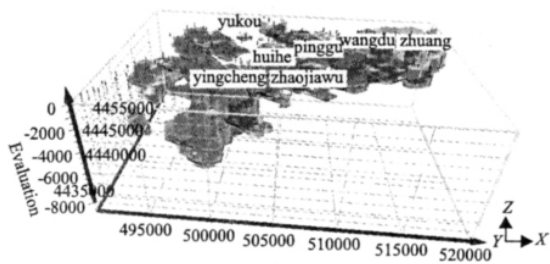 yukou
wangdu zhuang
pinggu
huihe
yingcheng zhaojiawu
0
-2000
-4000
-6000
-8000
Evaluation
4455000
4445000
4440000
4435000
495000
500000
505000
510000
515000
520000
Z
Y
X